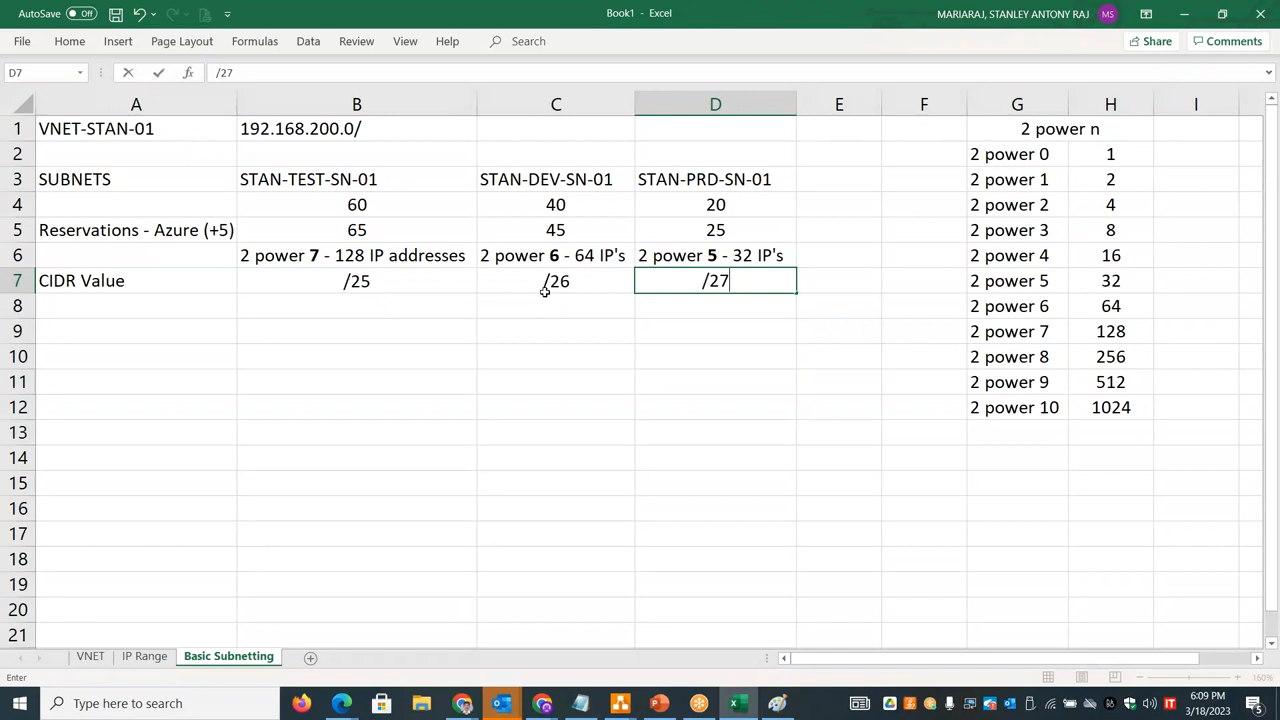 AutoSave Off
Book1 - Excel
MARIARAJ, STANLEY ANTONY RAJ MS
File Home Insert Page Layout Formulas Data Review View Help Search Share Comments
D7 fx /27
A B C D E F G H I
1 VNET-STAN-01 192.168.200.0/ 2 power n
2 2 power 0 1
3 SUBNETS STAN-TEST-SN-01 STAN-DEV-SN-01 STAN-PRD-SN-01 2 power 1 2
4 60 40 20 2 power 2 4
5 Reservations - Azure (+5) 65 45 25 2 power 3 8
6 2 power 7 - 128 IP addresses 2 power 6 - 64 IP's 2 power 5 - 32 IP's 2 power 4 16
7 CIDR Value /25 /26 /27 2 power 5 32
8 2 power 6 64
9 2 power 7 128
10 2 power 8 256
11 2 power 9 512
12 2 power 10 1024
13
14
15
16
17
18
19
20
21
VNET IP Range Basic Subnetting
Enter 160%
Type here to search
IT
6:09 PM
3/18/2023
5